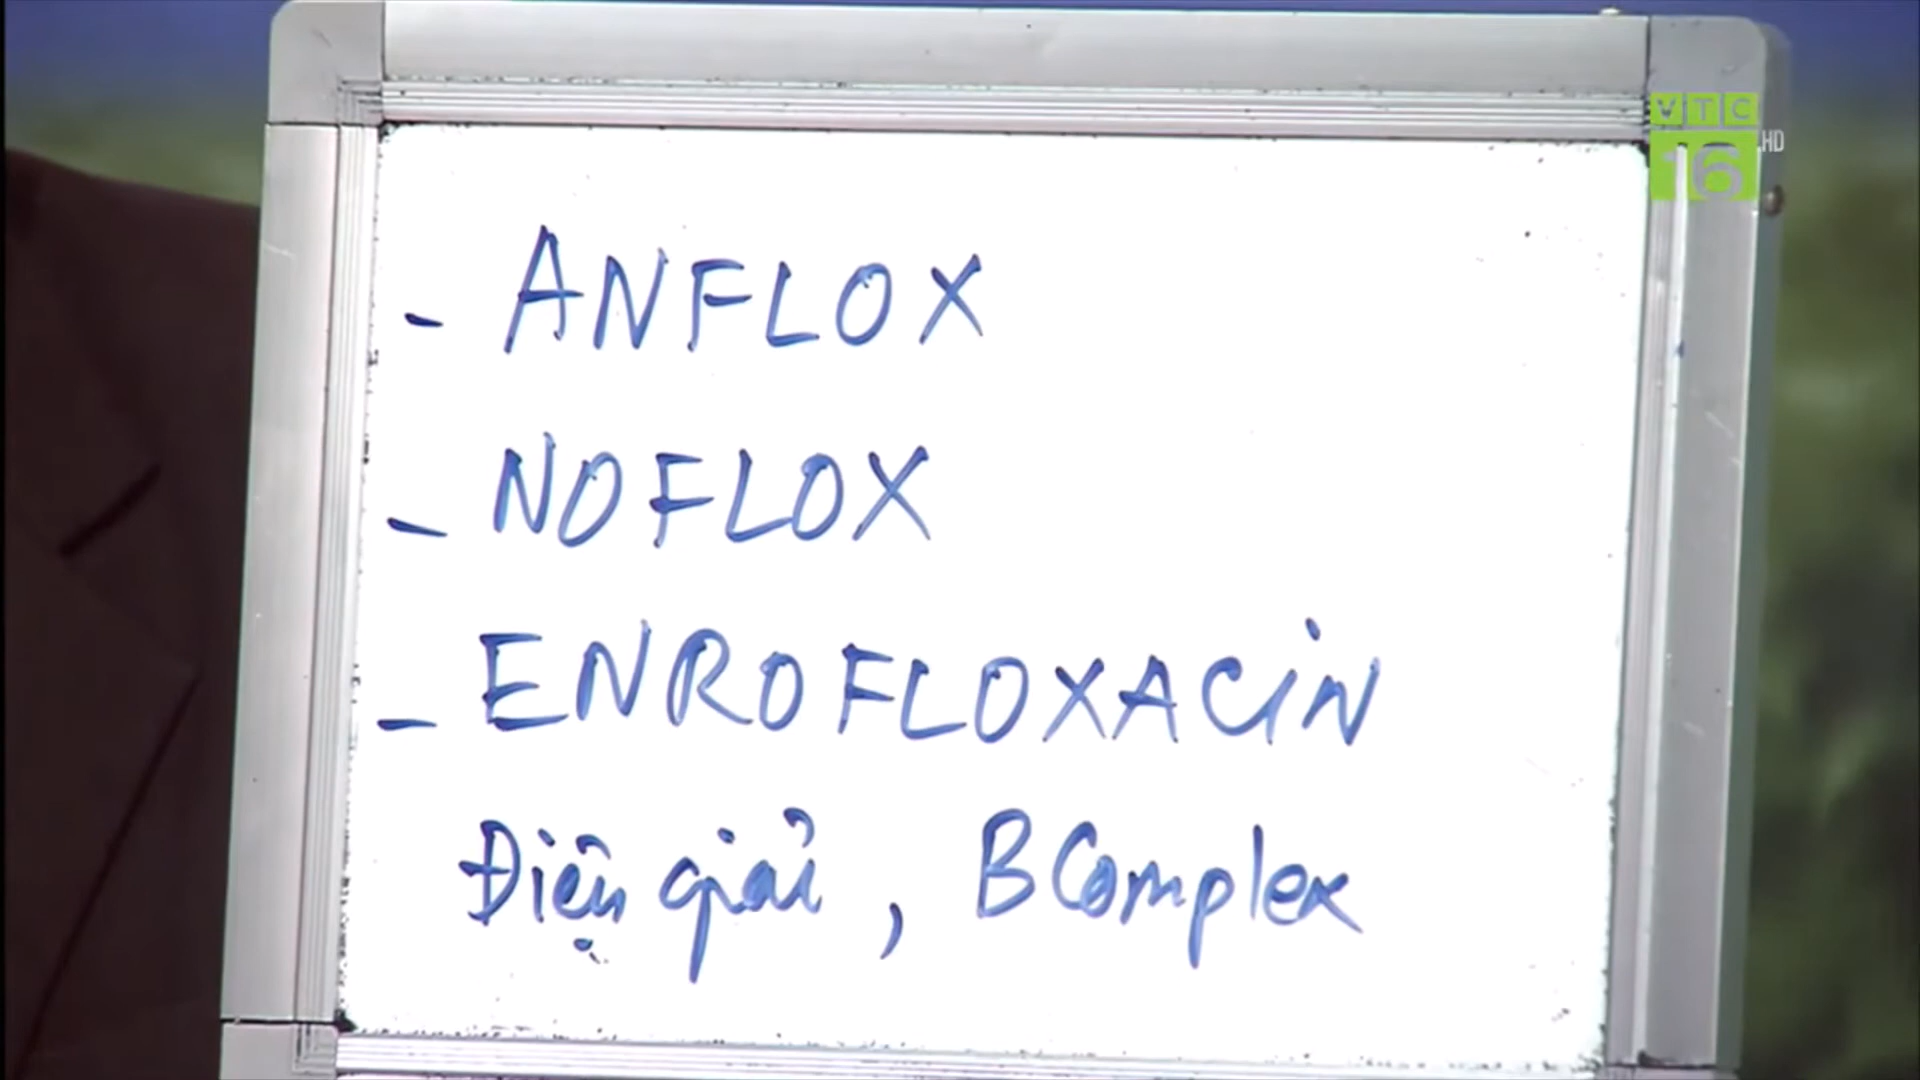 VTC
16 .HD
- ANFLOX
- NOFLOX
- ENROFLOXACiN
Điện giải, BComplex